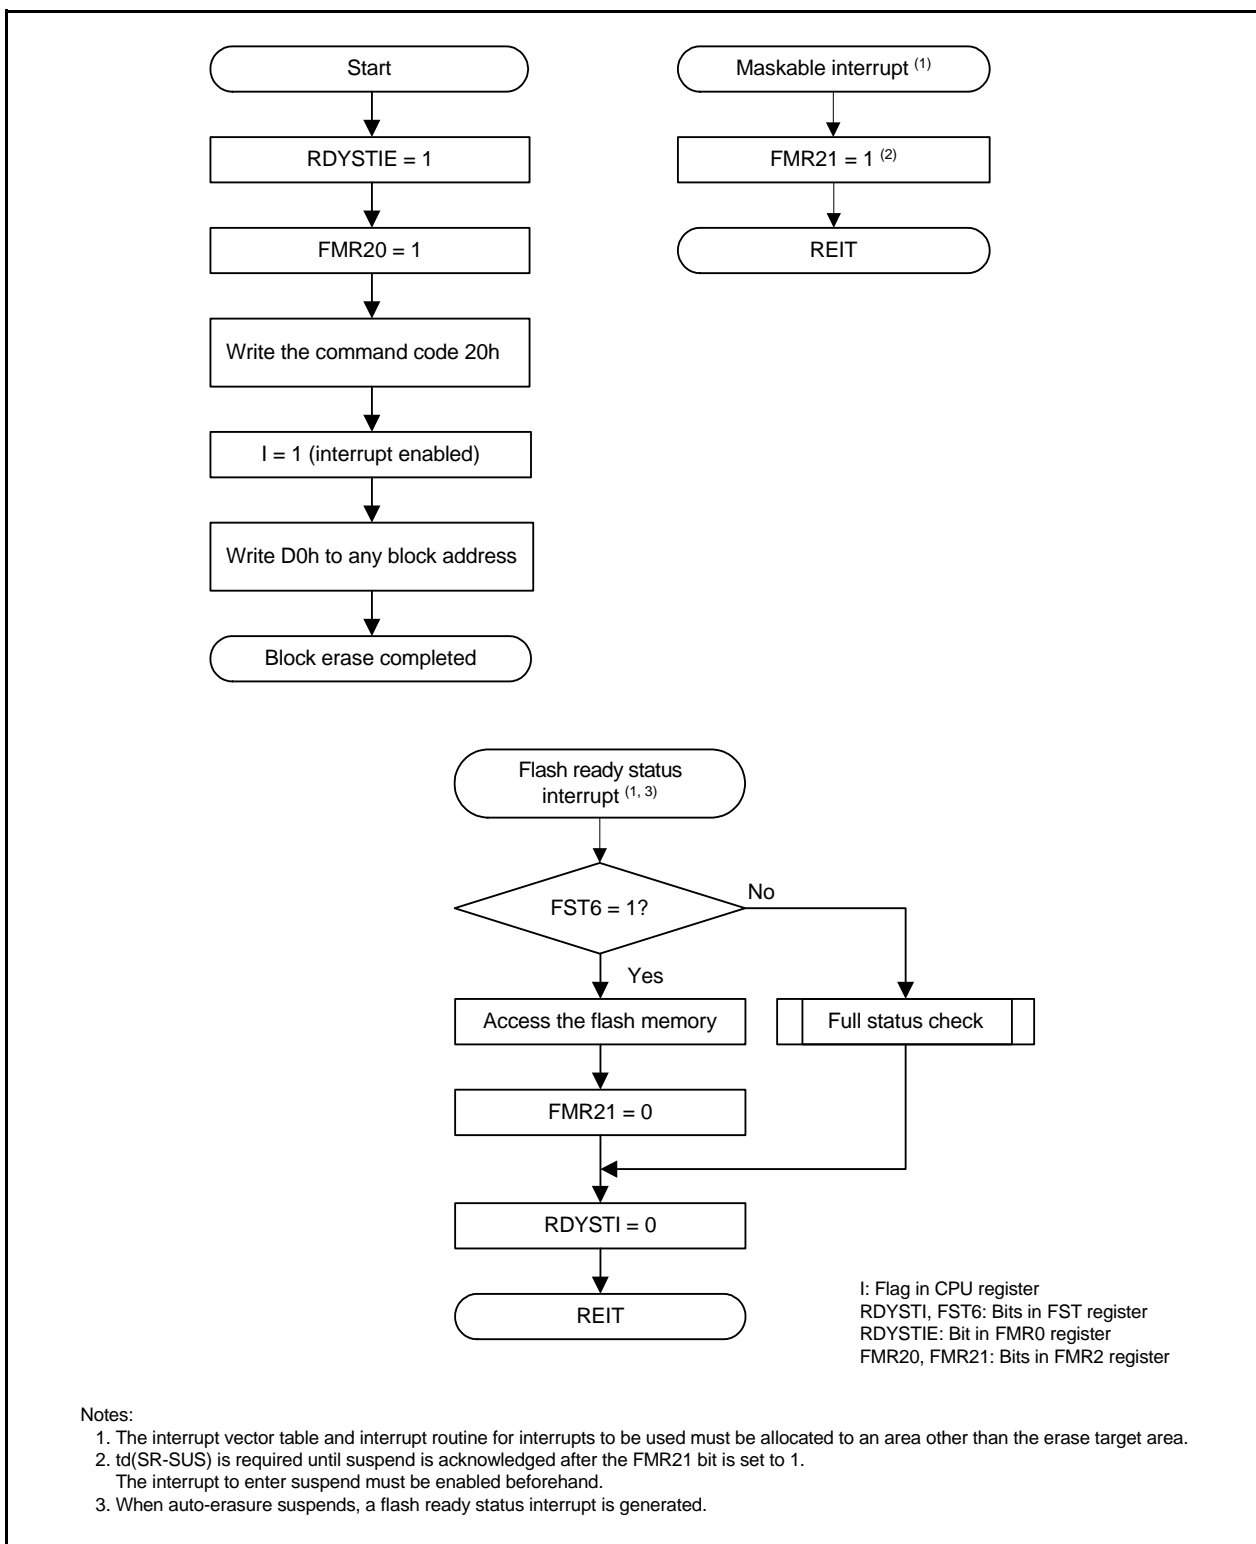 Start
RDYSTIE = 1
FMR20 = 1
Write the command code 20h
I = 1 (interrupt enabled)
Write D0h to any block address
Block erase completed
Maskable interrupt (1)
FMR21 = 1 (2)
REIT
Flash ready status
interrupt (1, 3)
FST6 = 1?
No
Yes
Access the flash memory
Full status check
FMR21 = 0
RDYSTI = 0
REIT
I: Flag in CPU register
RDYSTI, FST6: Bits in FST register
RDYSTIE: Bit in FMR0 register
FMR20, FMR21: Bits in FMR2 register
Notes:
1. The interrupt vector table and interrupt routine for interrupts to be used must be allocated to an area other than the erase target area.
2. td(SR-SUS) is required until suspend is acknowledged after the FMR21 bit is set to 1.
The interrupt to enter suspend must be enabled beforehand.
3. When auto-erasure suspends, a flash ready status interrupt is generated.